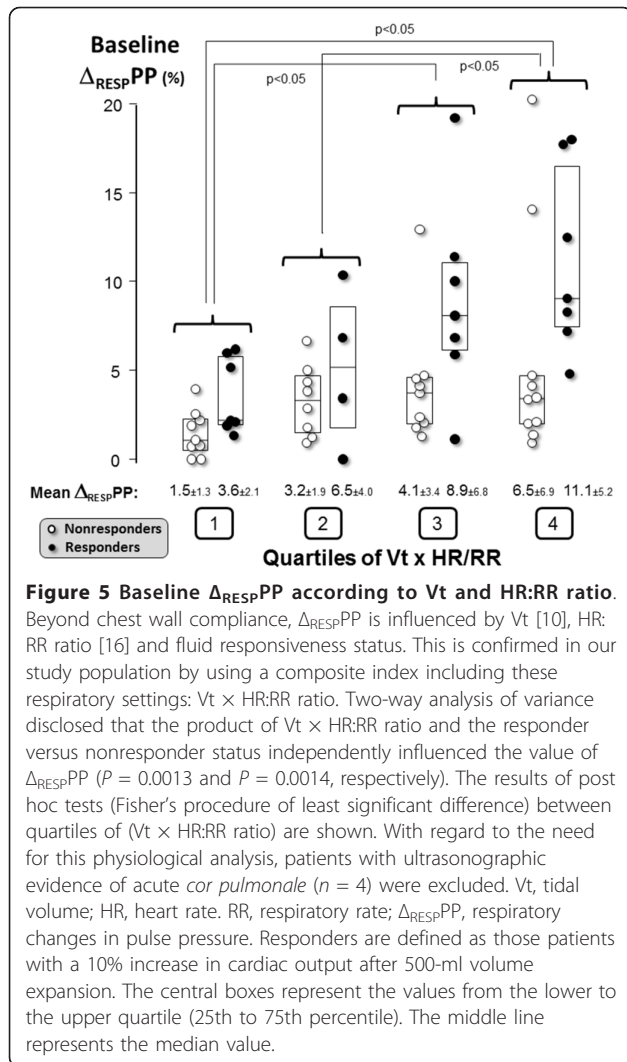 Baseline
Δ RESP PP (%)
p<0.05
p<0.05
p<0.05
20
15
10
5
0
Mean Δ RESP PP: 1.5±1.3 3.6±2.1 3.2±1.9 6.5±4.0 4.1±3.4 8.9±6.8 6.5±6.9 11.1±5.2
Nonresponders
Responders
1 2 3 4
Quartiles of Vt x HR/RR
Figure 5 Baseline Δ RESP PP according to Vt and HR:RR ratio.
Beyond chest wall compliance, Δ RESP PP is influenced by Vt [10], HR:
RR ratio [16] and fluid responsiveness status. This is confirmed in our
study population by using a composite index including these
respiratory settings: Vt × HR:RR ratio. Two-way analysis of variance
disclosed that the product of Vt × HR:RR ratio and the responder
versus nonresponder status independently influenced the value of
Δ RESP PP (P = 0.0013 and P = 0.0014, respectively). The results of post
hoc tests (Fisher's procedure of least significant difference) between
quartiles of (Vt × HR:RR ratio) are shown. With regard to the need
for this physiological analysis, patients with ultrasonographic
evidence of acute cor pulmonale (n = 4) were excluded. Vt, tidal
volume; HR, heart rate. RR, respiratory rate; Δ RESP PP, respiratory
changes in pulse pressure. Responders are defined as those patients
with a 10% increase in cardiac output after 500-ml volume
expansion. The central boxes represent the values from the lower to
the upper quartile (25th to 75th percentile). The middle line
represents the median value.